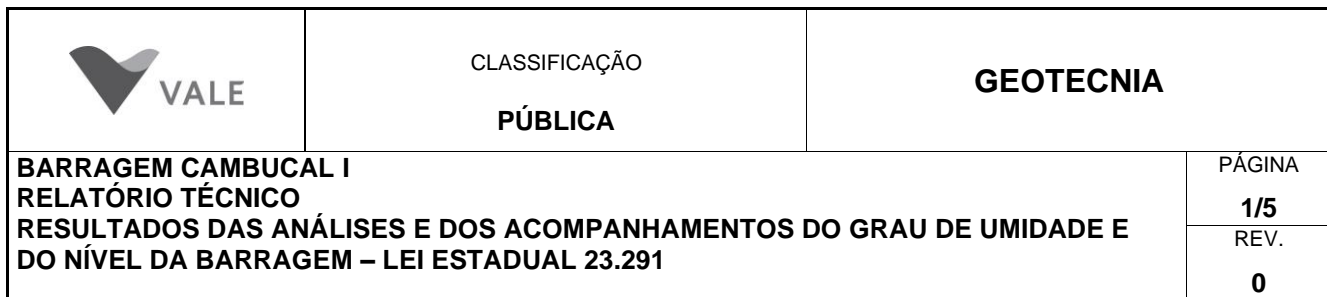 VALE
CLASSIFICAÇÃO
PÚBLICA
GEOTECNIA
BARRAGEM CAMBUCAL I
RELATÓRIO TÉCNICO
RESULTADOS DAS ANÁLISES E DOS ACOMPANHAMENTOS DO GRAU DE UMIDADE E
DO NÍVEL DA BARRAGEM – LEI ESTADUAL 23.291
PÁGINA
1/5
REV.
0